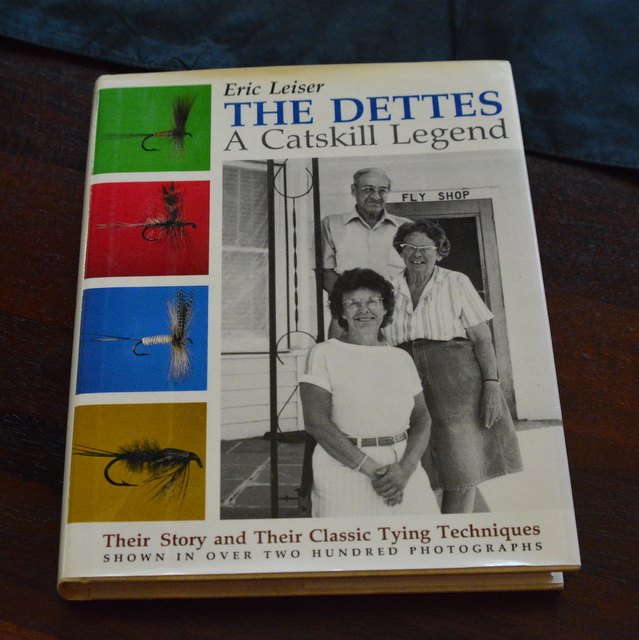 Eric Leiser
THE DETTES
A Catskill Legend
FLY SHOP
Their Story and Their Classic Tying Techniques
SHOWN IN OVER TWO HUNDRED PHOTOGRAPHS